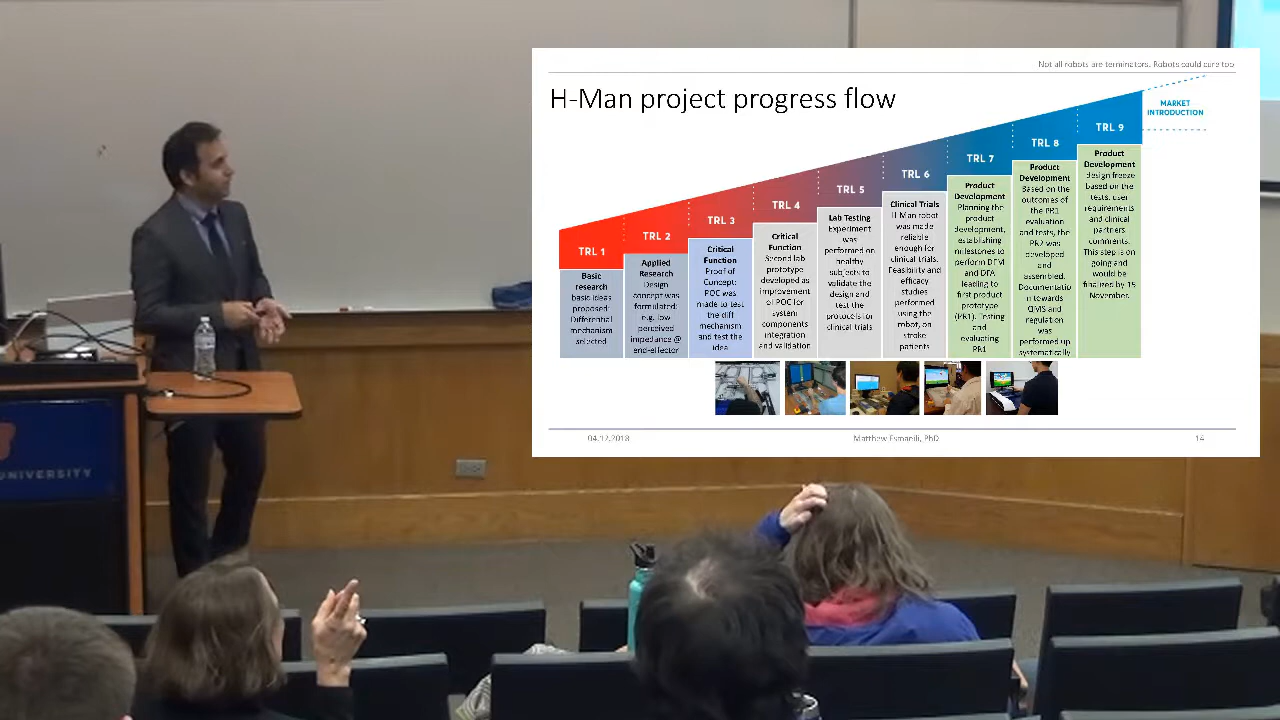 Not all robots are terminators. Robots could cure too
H-Man project progress flow
MARKET
INTRODUCTION
TRL 9
TRL 8
TRL 7
TRL 6
TRL 5
TRL 4
TRL 3
TRL 2
TRL 1
Basic
research
basic ideas
proposed
Differential
mechanism
selected
Applied
Research
Design
concept was
formilated:
e.g. low
perceived
impedance @
end-effector
Critical
Function
Proof of
Concept:
POC was
made to test
the diff
mechanism
and test the
idea
Critical
Function
Second lab
prototype
developed as
improvement
of POC for
system
components
integration
and validation
Lab Testing
Experiment
was
performed on
healthy
subjects to
validate the
design and
test the
protocols for
clinical trials
Clinical Trials
H-Man robot
was made
reliable
enough for
clinical trials.
Feasibility and
efficacy
studies
performed
using the
robot, on
stroke
patients
Product
Development
Planning the
product
development,
establishing
milestones to
perform DFM
and DFA
leading to
first product
prototype
(PR1). Testing
and
evaluating
PR1
Product
Development
Based on the
outcomes of
the PR1
evaluation
and tests, the
was
developed
and
assembled.
Documentatio
n towards
QMS and
regulation
was
performed up
systematically
Product
Development
design freeze
based on the
tests, user
requirements
and clinical
partners
comments.
This step is on
going and
would be
finalized by 15
November.
04.12.2018
Matthew Esmaeili, PhD
14
UNIVERSITY